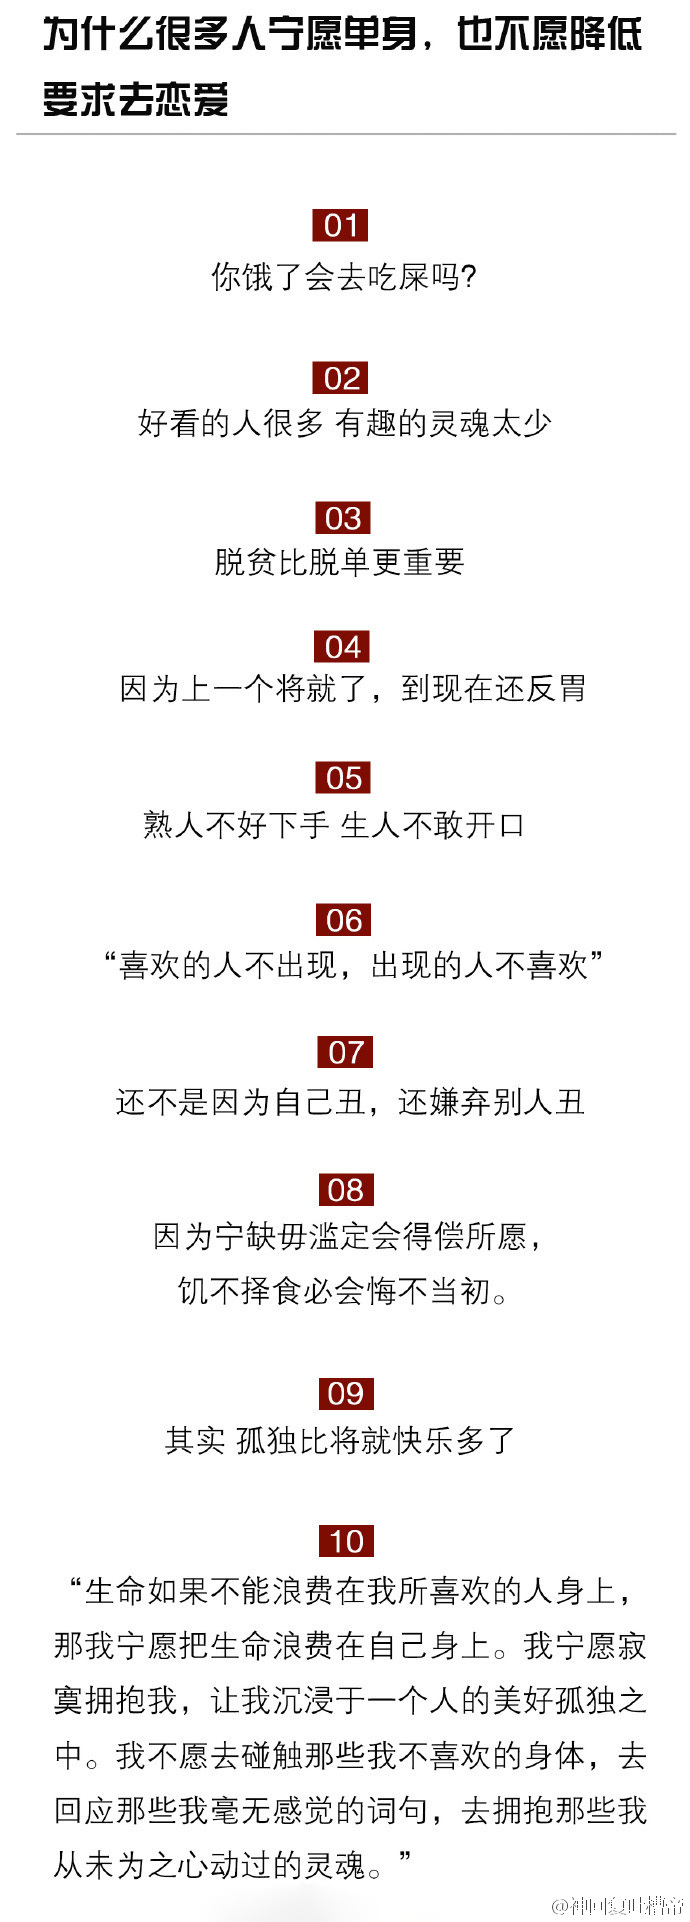 为什么很多人宁愿单身，也不愿降低
要求去恋爱
01
你饿了会去吃屎吗?
02
好看的人很多 有趣的灵魂太少
03
脱贫比脱单更重要
04
因为上一个将就了，到现在还反胃
05
熟人不好下手 生人不敢开口
06
“喜欢的人不出现，出现的人不喜欢”
07
还不是因为自己丑，还嫌弃别人丑
08
因为宁缺毋滥定会得偿所愿，
饥不择食必会悔不当初。
09
其实 孤独比将就快乐多了
10
“生命如果不能浪费在我所喜欢的人身上，
那我宁愿把生命浪费在自己身上。我宁愿寂
寞拥抱我，让我沉浸于一个人的美好孤独之
中。我不愿去碰触那些我不喜欢的身体，去
回应那些我毫无感觉的词句，去拥抱那些我
从未为之心动过的灵魂。”
@神回复吐槽帝